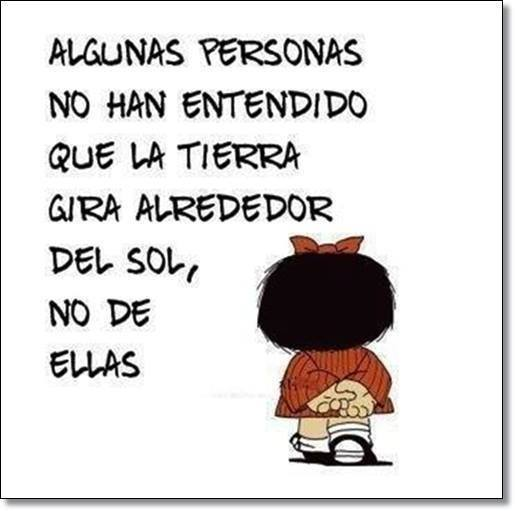 ALGUNAS PERSONAS
NO HAN ENTENDIDO
QUE LA TIERRA
GIRA ALREDEDOR
DEL SOL,
NO DE
ELLAS